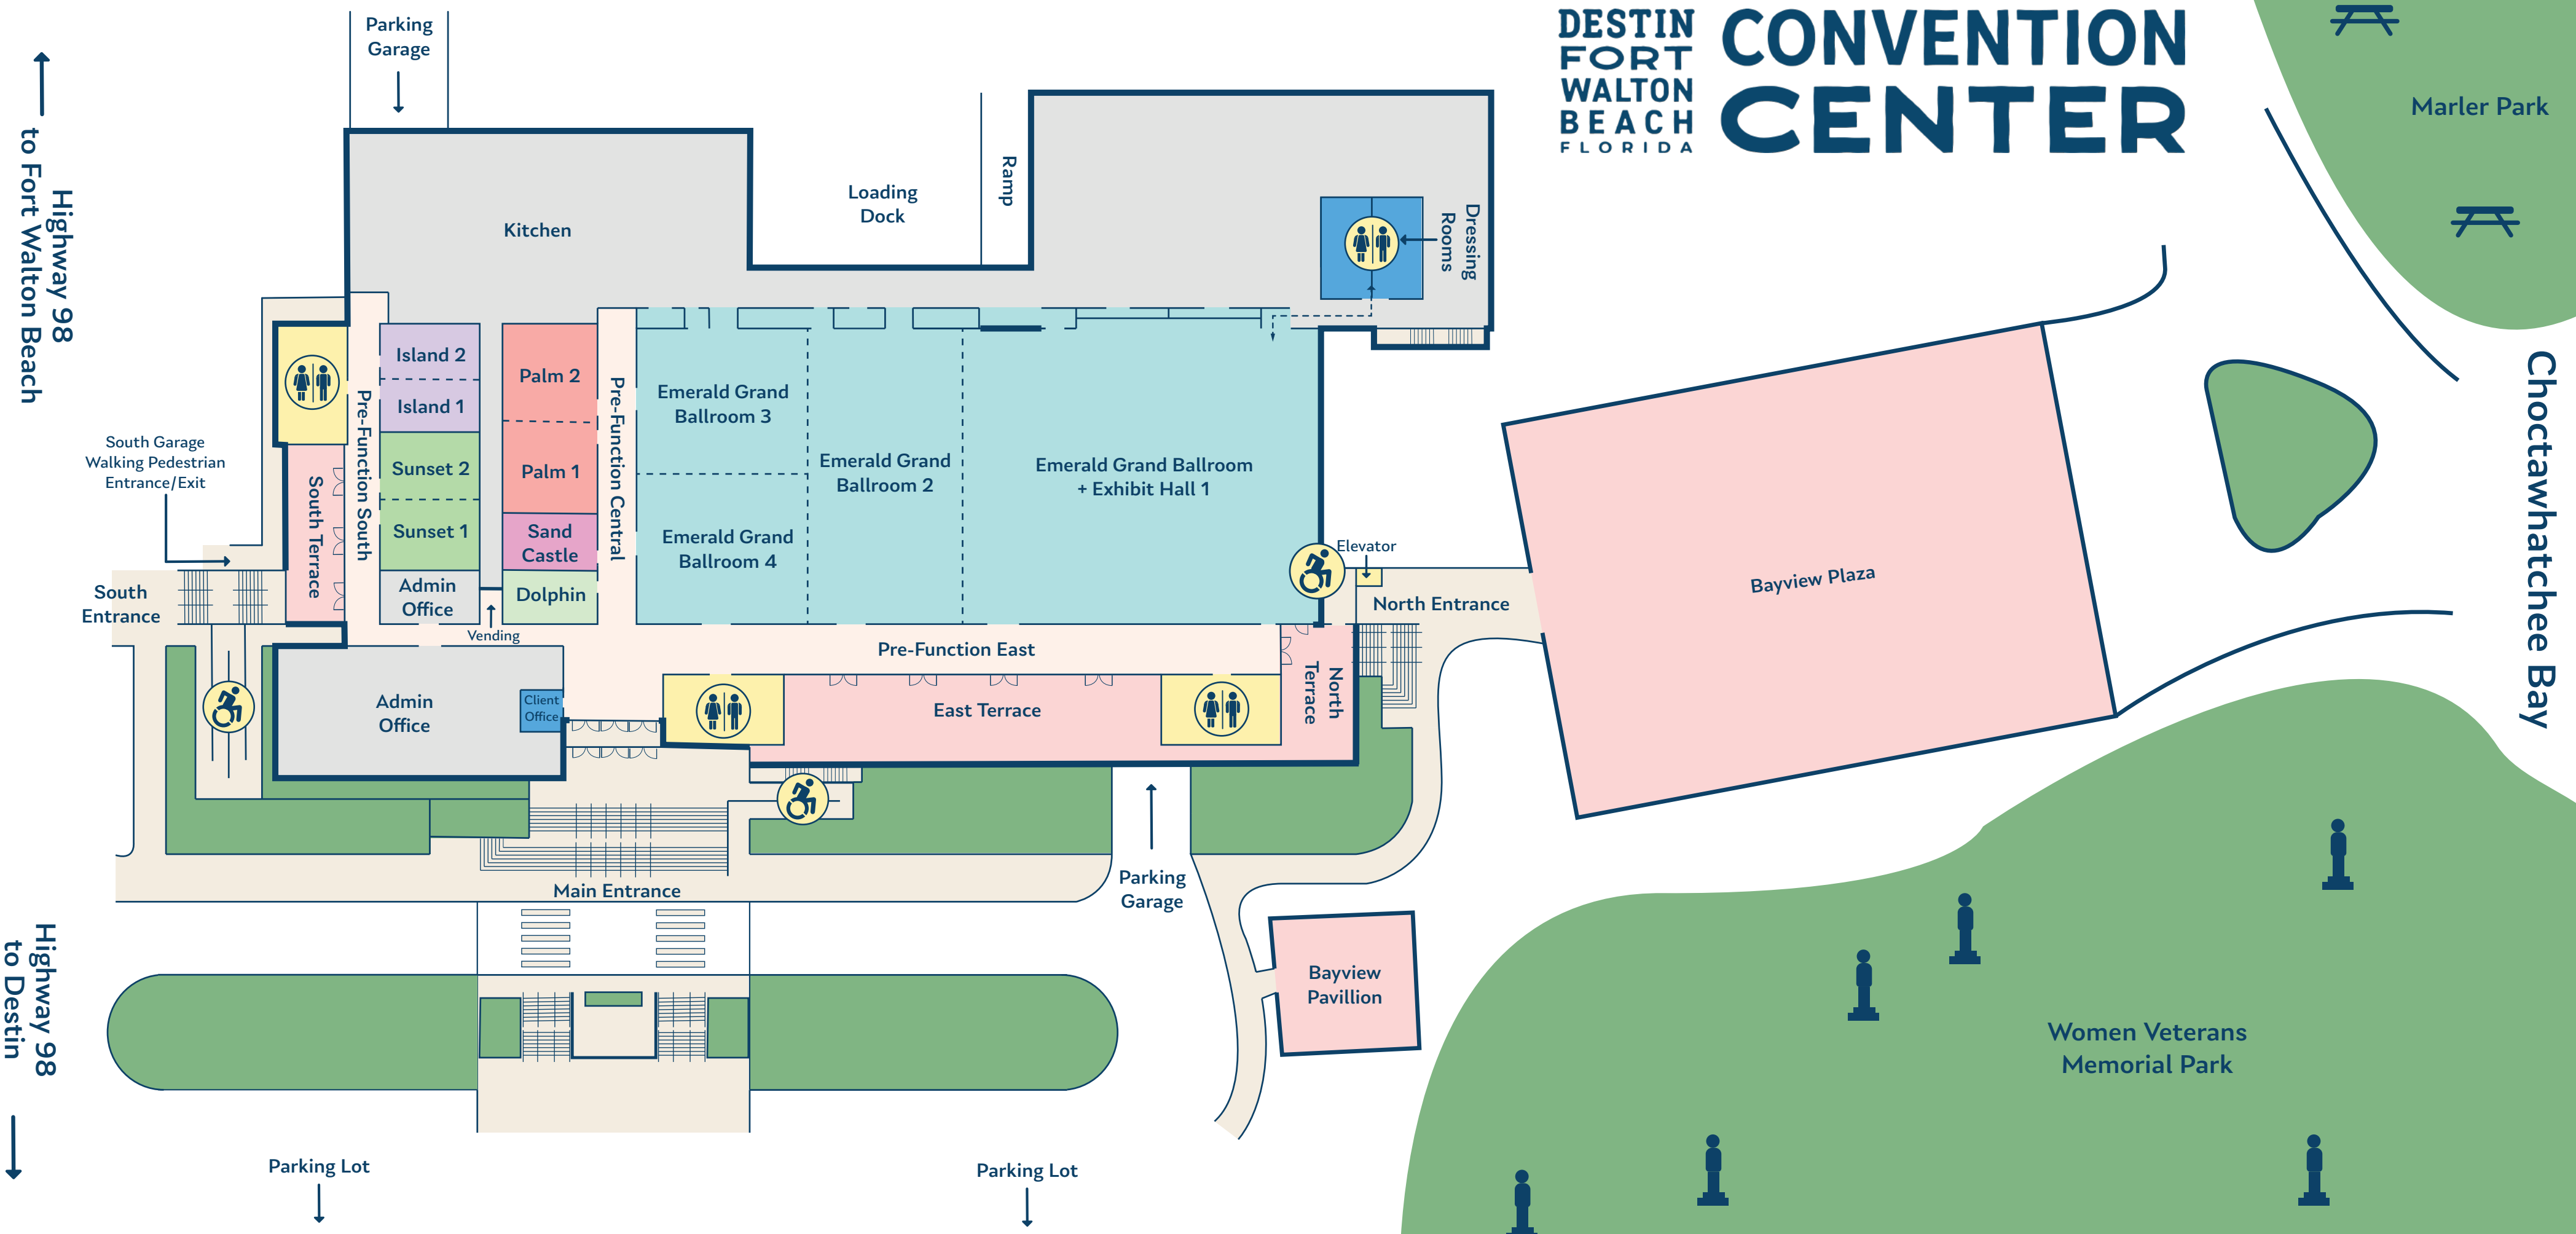 Parking
Garage
DESTIN
FORT
WALTON
BEACH
FLORIDA
CONVENTION
CENTER
Marler Park
Highway 98
to Fort Walton Beach
Kitchen
Loading
Dock
Ramp
Dressing
Rooms
Island 2
Island 1
Sunset 2
Sunset 1
Admin
Office
Palm 2
Palm 1
Sand
Castle
Dolphin
Vending
Pre-Function South
Pre-Function Central
Emerald Grand
Ballroom 3
Emerald Grand
Ballroom 4
Emerald Grand
Ballroom 2
Emerald Grand Ballroom
+ Exhibit Hall 1
South Garage
Walking Pedestrian
Entrance/Exit
South Terrace
South
Entrance
Elevator
North Entrance
Bayview Plaza
Choctawhatchee Bay
Pre-Function East
North
Terrace
East Terrace
Admin
Office
Client
Office
Main Entrance
Parking
Garage
Bayview
Pavillion
Women Veterans
Memorial Park
Highway 98
to Destin
Parking Lot
Parking Lot